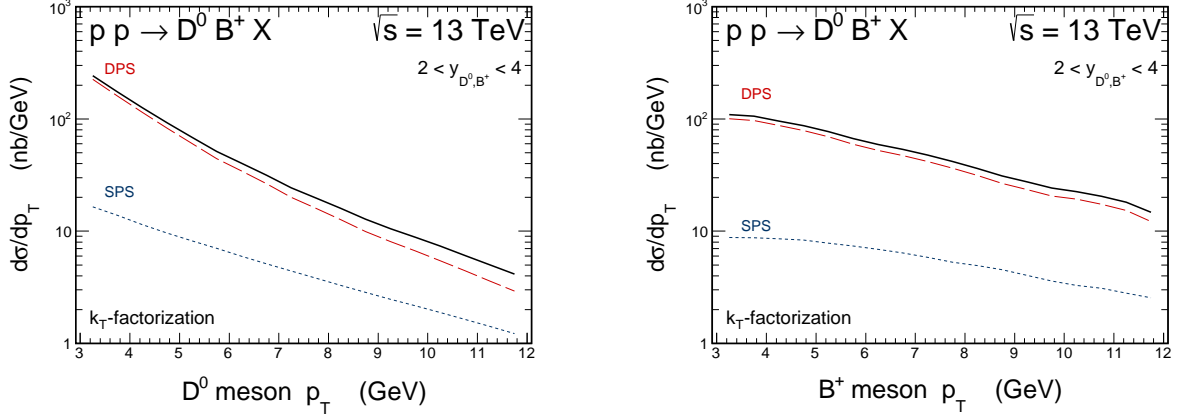 p p → D⁰ B⁺ X √s = 13 TeV
2 < y_{D⁰,B⁺} < 4
DPS
SPS
k_T-factorization
dσ/dp_T (nb/GeV)
10³
10²
10
1
3 4 5 6 7 8 9 10 11 12
D⁰ meson p_T (GeV)
p p → D⁰ B⁺ X √s = 13 TeV
2 < y_{D⁰,B⁺} < 4
DPS
SPS
k_T-factorization
dσ/dp_T (nb/GeV)
10³
10²
10
1
3 4 5 6 7 8 9 10 11 12
B⁺ meson p_T (GeV)